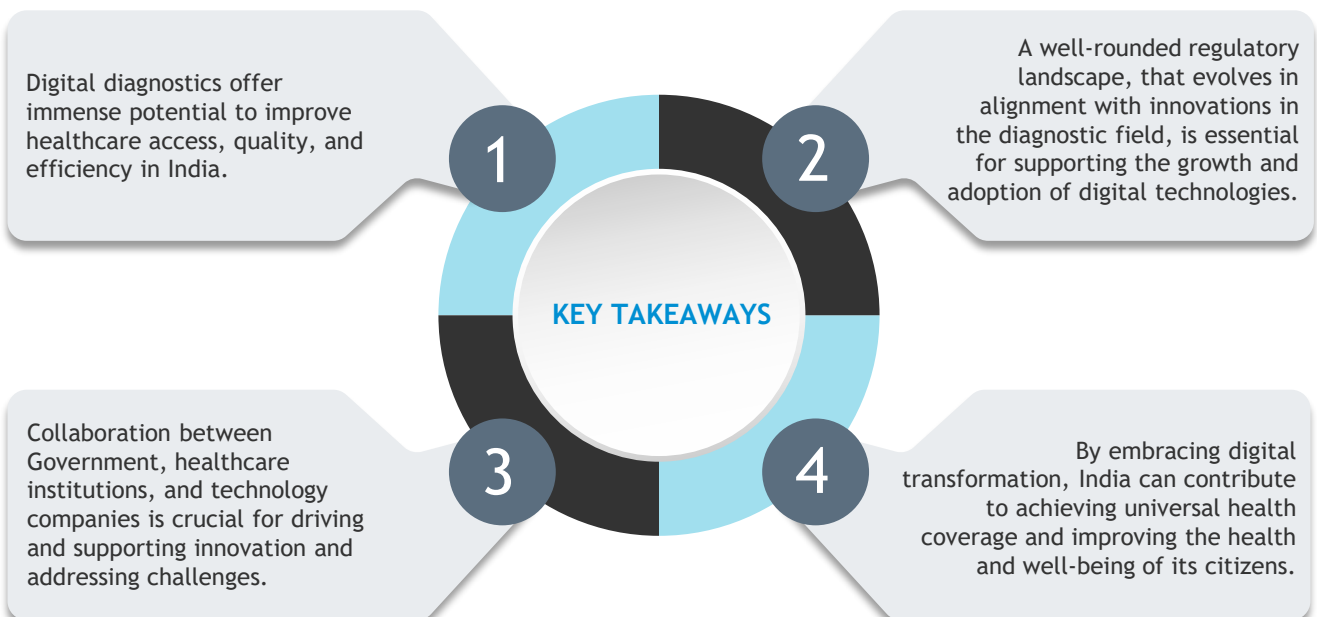 Digital diagnostics offer
immense potential to improve
healthcare access, quality, and
efficiency in India.
1
2
A well-rounded regulatory
landscape, that evolves in
alignment with innovations in
the diagnostic field, is essential
for supporting the growth and
adoption of digital technologies.
KEY TAKEAWAYS
Collaboration between
Government, healthcare
institutions, and technology
companies is crucial for driving
and supporting innovation and
addressing challenges.
3
4
By embracing digital
transformation, India can contribute
to achieving universal health
coverage and improving the health
and well-being of its citizens.